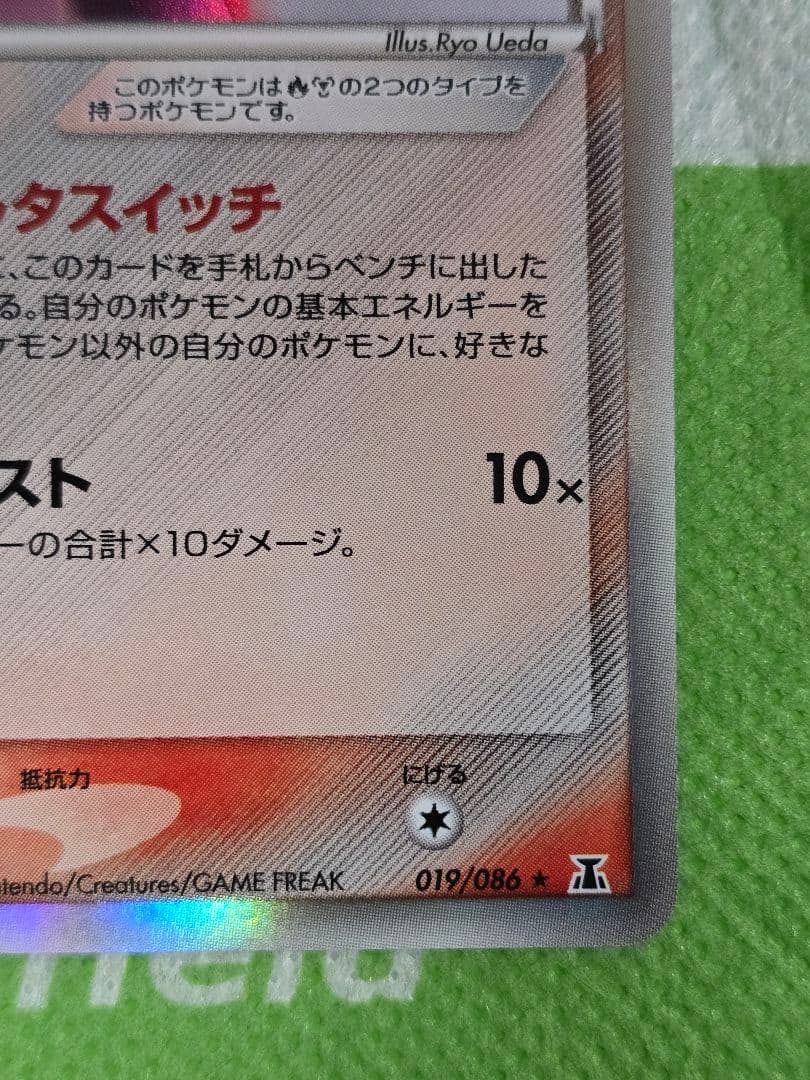 Illus.Ryo Ueda
このポケモンは🔥の2つのタイプを
持つポケモンです。
タスイッチ
、このカードを手札からベンチに出した
る。自分のポケモンの基本エネルギーを
ケモン以外の自分のポケモンに、好きな
スト
10×
ーの合計×10ダメージ。
抵抗力
にげる
ntendo/Creatures/GAME FREAK
019/086 ★